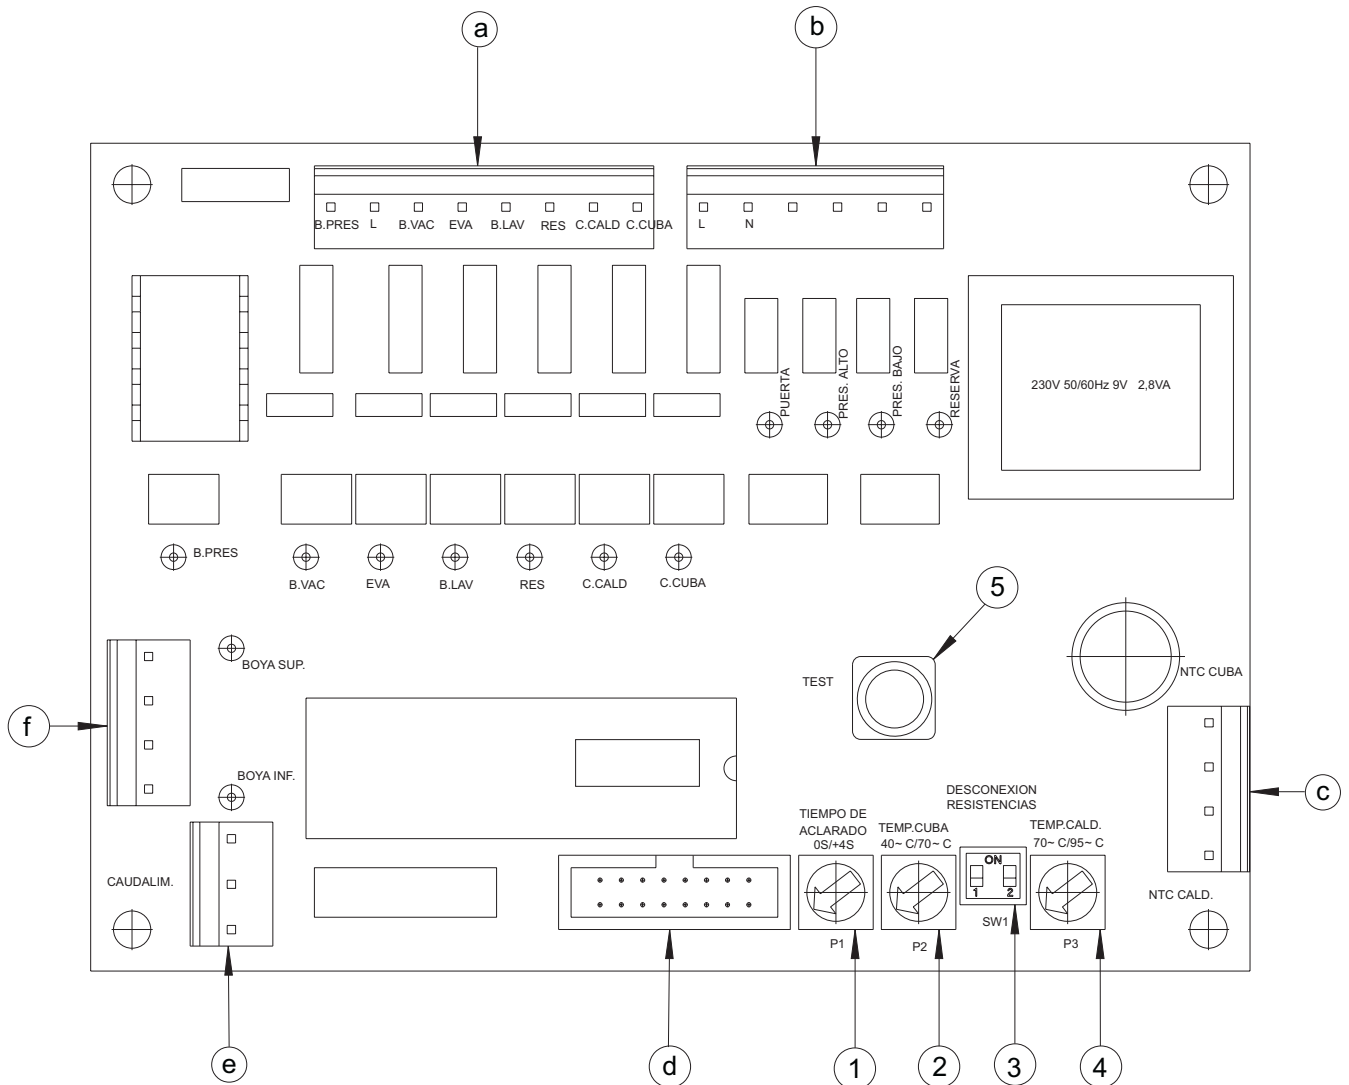 a
b
B.PRES L B.VAC EVA B.LAV RES C.CALD C.CUBA
L N
PUERTA
PRES. ALTO
PRES. BAJO
RESERVA
230V 50/60Hz 9V 2,8VA
B.PRES
B.VAC EVA B.LAV RES C.CALD C.CUBA
5
BOYA SUP.
TEST
NTC CUBA
f
BOYA INF.
c
DESCONEXION
RESISTENCIAS
TIEMPO DE
ACLARADO
0S/+4S
TEMP.CUBA
40~ C/70~ C
TEMP.CALD.
70~ C/95~ C
ON
1 2
CAUDALIM.
NTC CALD.
P1
P2
SW1
P3
e
d
1
2
3
4